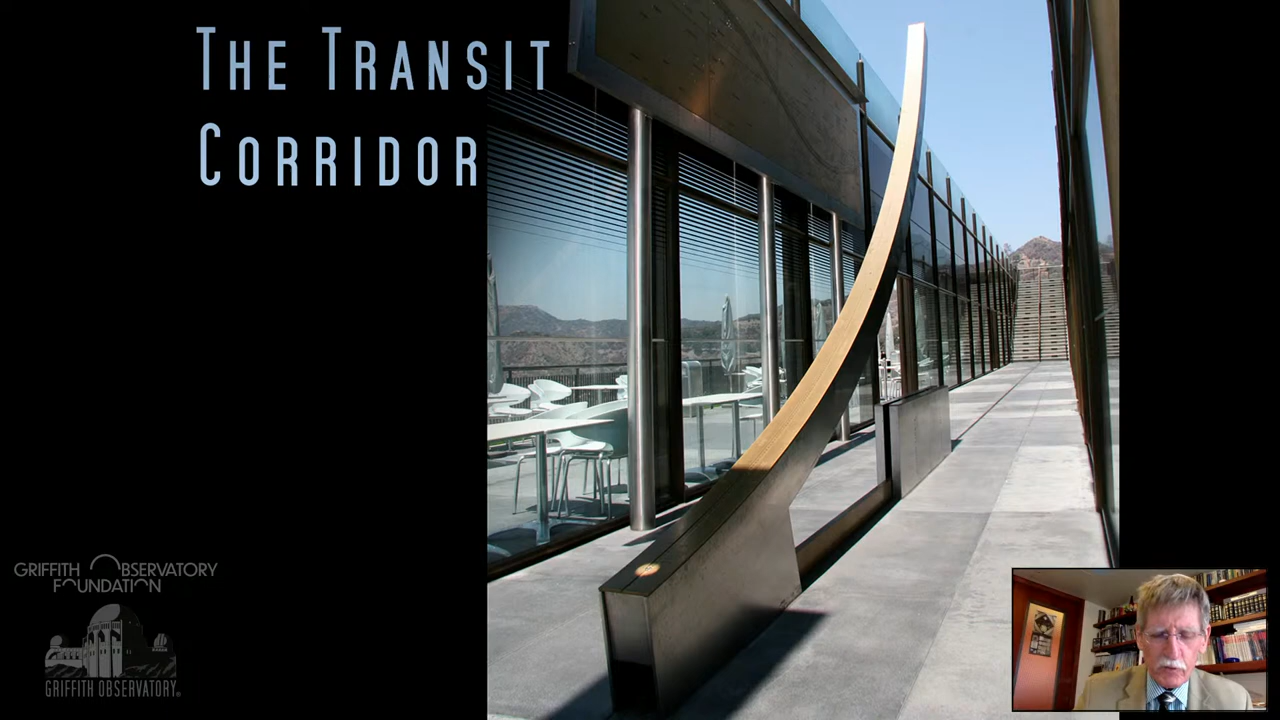 THE TRANSIT
CORRIDOR
GRIFFITH OBSERVATORY
FOUNDATION
GRIFFITH OBSERVATORY